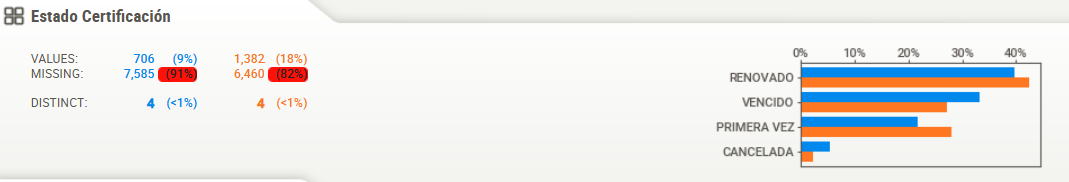 Estado Certificación
VALUES: 706 (9%) 1,382 (18%)
MISSING: 7,585 (91%) 6,460 (82%)
DISTINCT: 4 (<1%) 4 (<1%)
0% 10% 20% 30% 40%
RENOVADO
VENCIDO
PRIMERA VEZ
CANCELADA